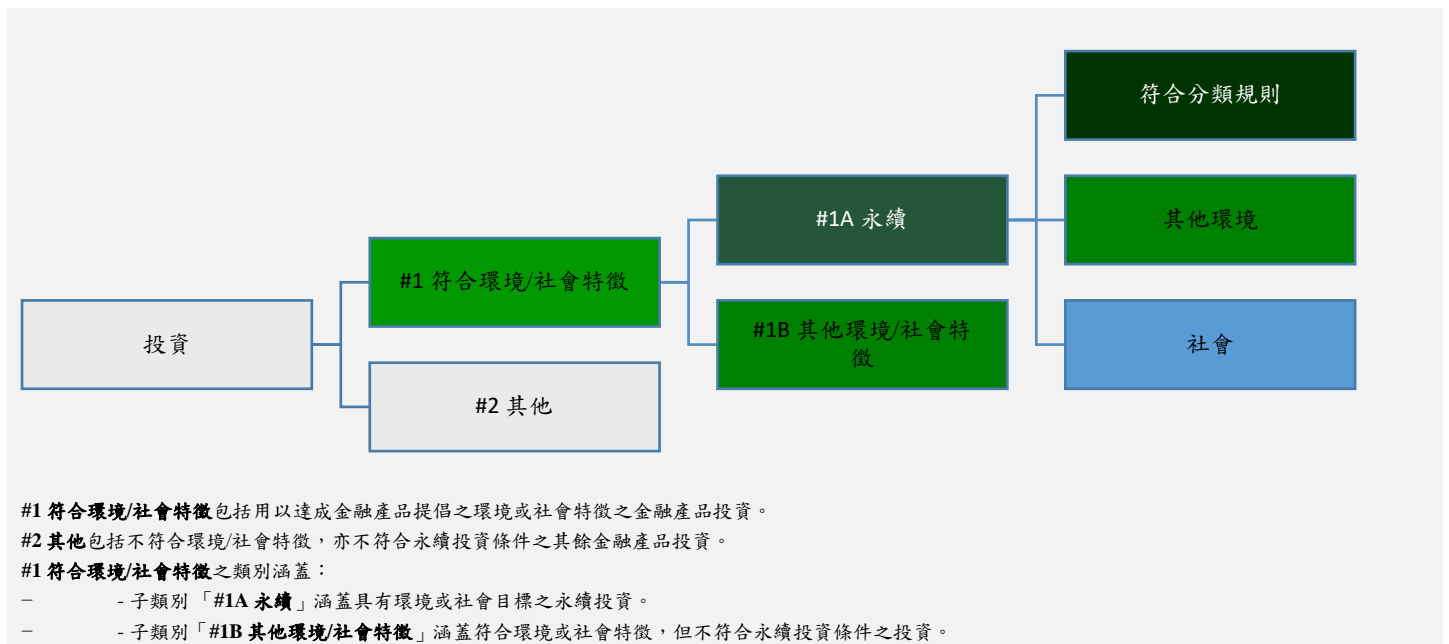 符合分類規則
#1A 永續
其他環境
#1 符合環境/社會特徵
投資
#1B 其他環境/社會特
徵
社會
#2 其他
#1 符合環境/社會特徵包括用以達成金融產品提倡之環境或社會特徵之金融產品投資。
#2 其他包括不符合環境/社會特徵，亦不符合永續投資條件之其餘金融產品投資。
#1 符合環境/社會特徵之類別涵蓋：
− - 子類別「#1A 永續」涵蓋具有環境或社會目標之永續投資。
− - 子類別「#1B 其他環境/社會特徵」涵蓋符合環境或社會特徵，但不符合永續投資條件之投資。